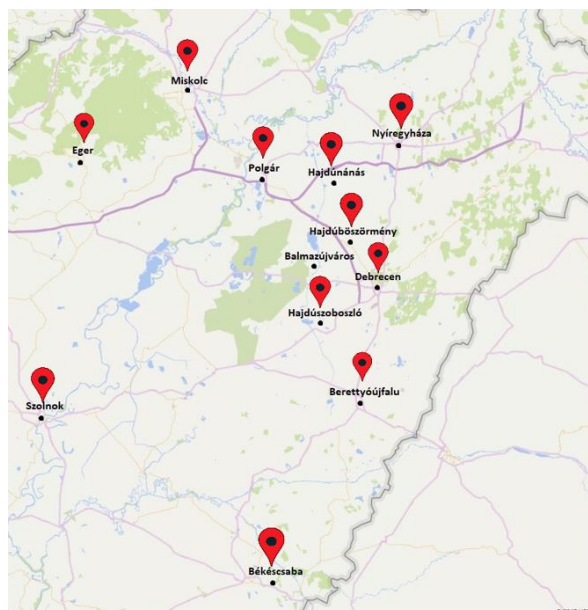 Miskolc
Eger
Nyíregyháza
Polgár
Hajdúnánás
Hajdúböszörmény
Balmazújváros
Debrecen
Hajdúszoboszló
Berettyóújfalu
Szolnok
Békéscsaba